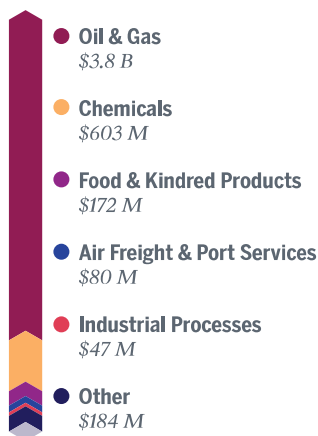 Oil & Gas
$3.8 B
Chemicals
$603 M
Food & Kindred Products
$172 M
Air Freight & Port Services
$80 M
Industrial Processes
$47 M
Other
$184 M